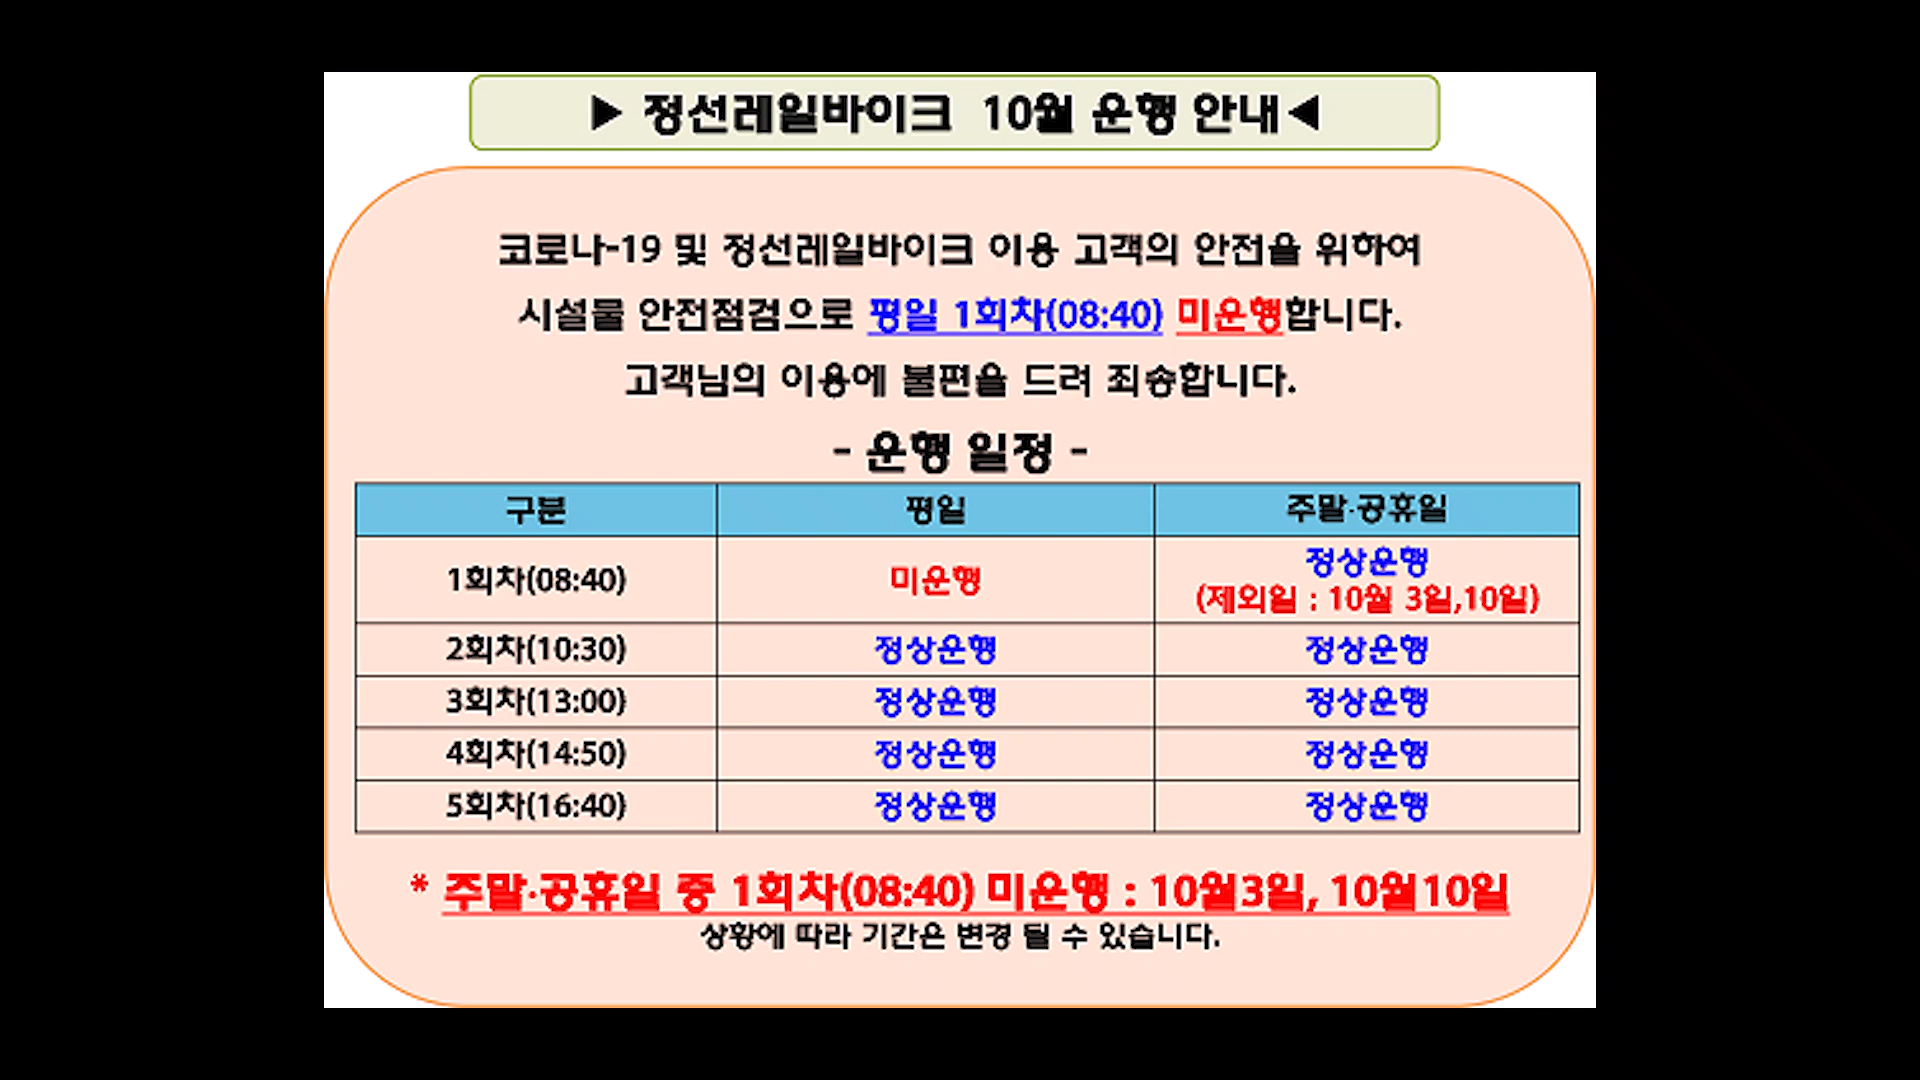 ▶ 정선레일바이크 10월 운행 안내◀
코로나-19 및 정선레일바이크 이용 고객의 안전을 위하여
시설물 안전점검으로 평일 1회차(08:40) 미운행합니다.
고객님의 이용에 불편을 드려 죄송합니다.
- 운행 일정 -
구분 평일 주말·공휴일
1회차(08:40) 미운행 정상운행
(제외일 : 10월 3일,10일)
2회차(10:30) 정상운행 정상운행
3회차(13:00) 정상운행 정상운행
4회차(14:50) 정상운행 정상운행
5회차(16:40) 정상운행 정상운행
* 주말·공휴일 중 1회차(08:40) 미운행 : 10월3일, 10월10일
상황에 따라 기간은 변경 될 수 있습니다.